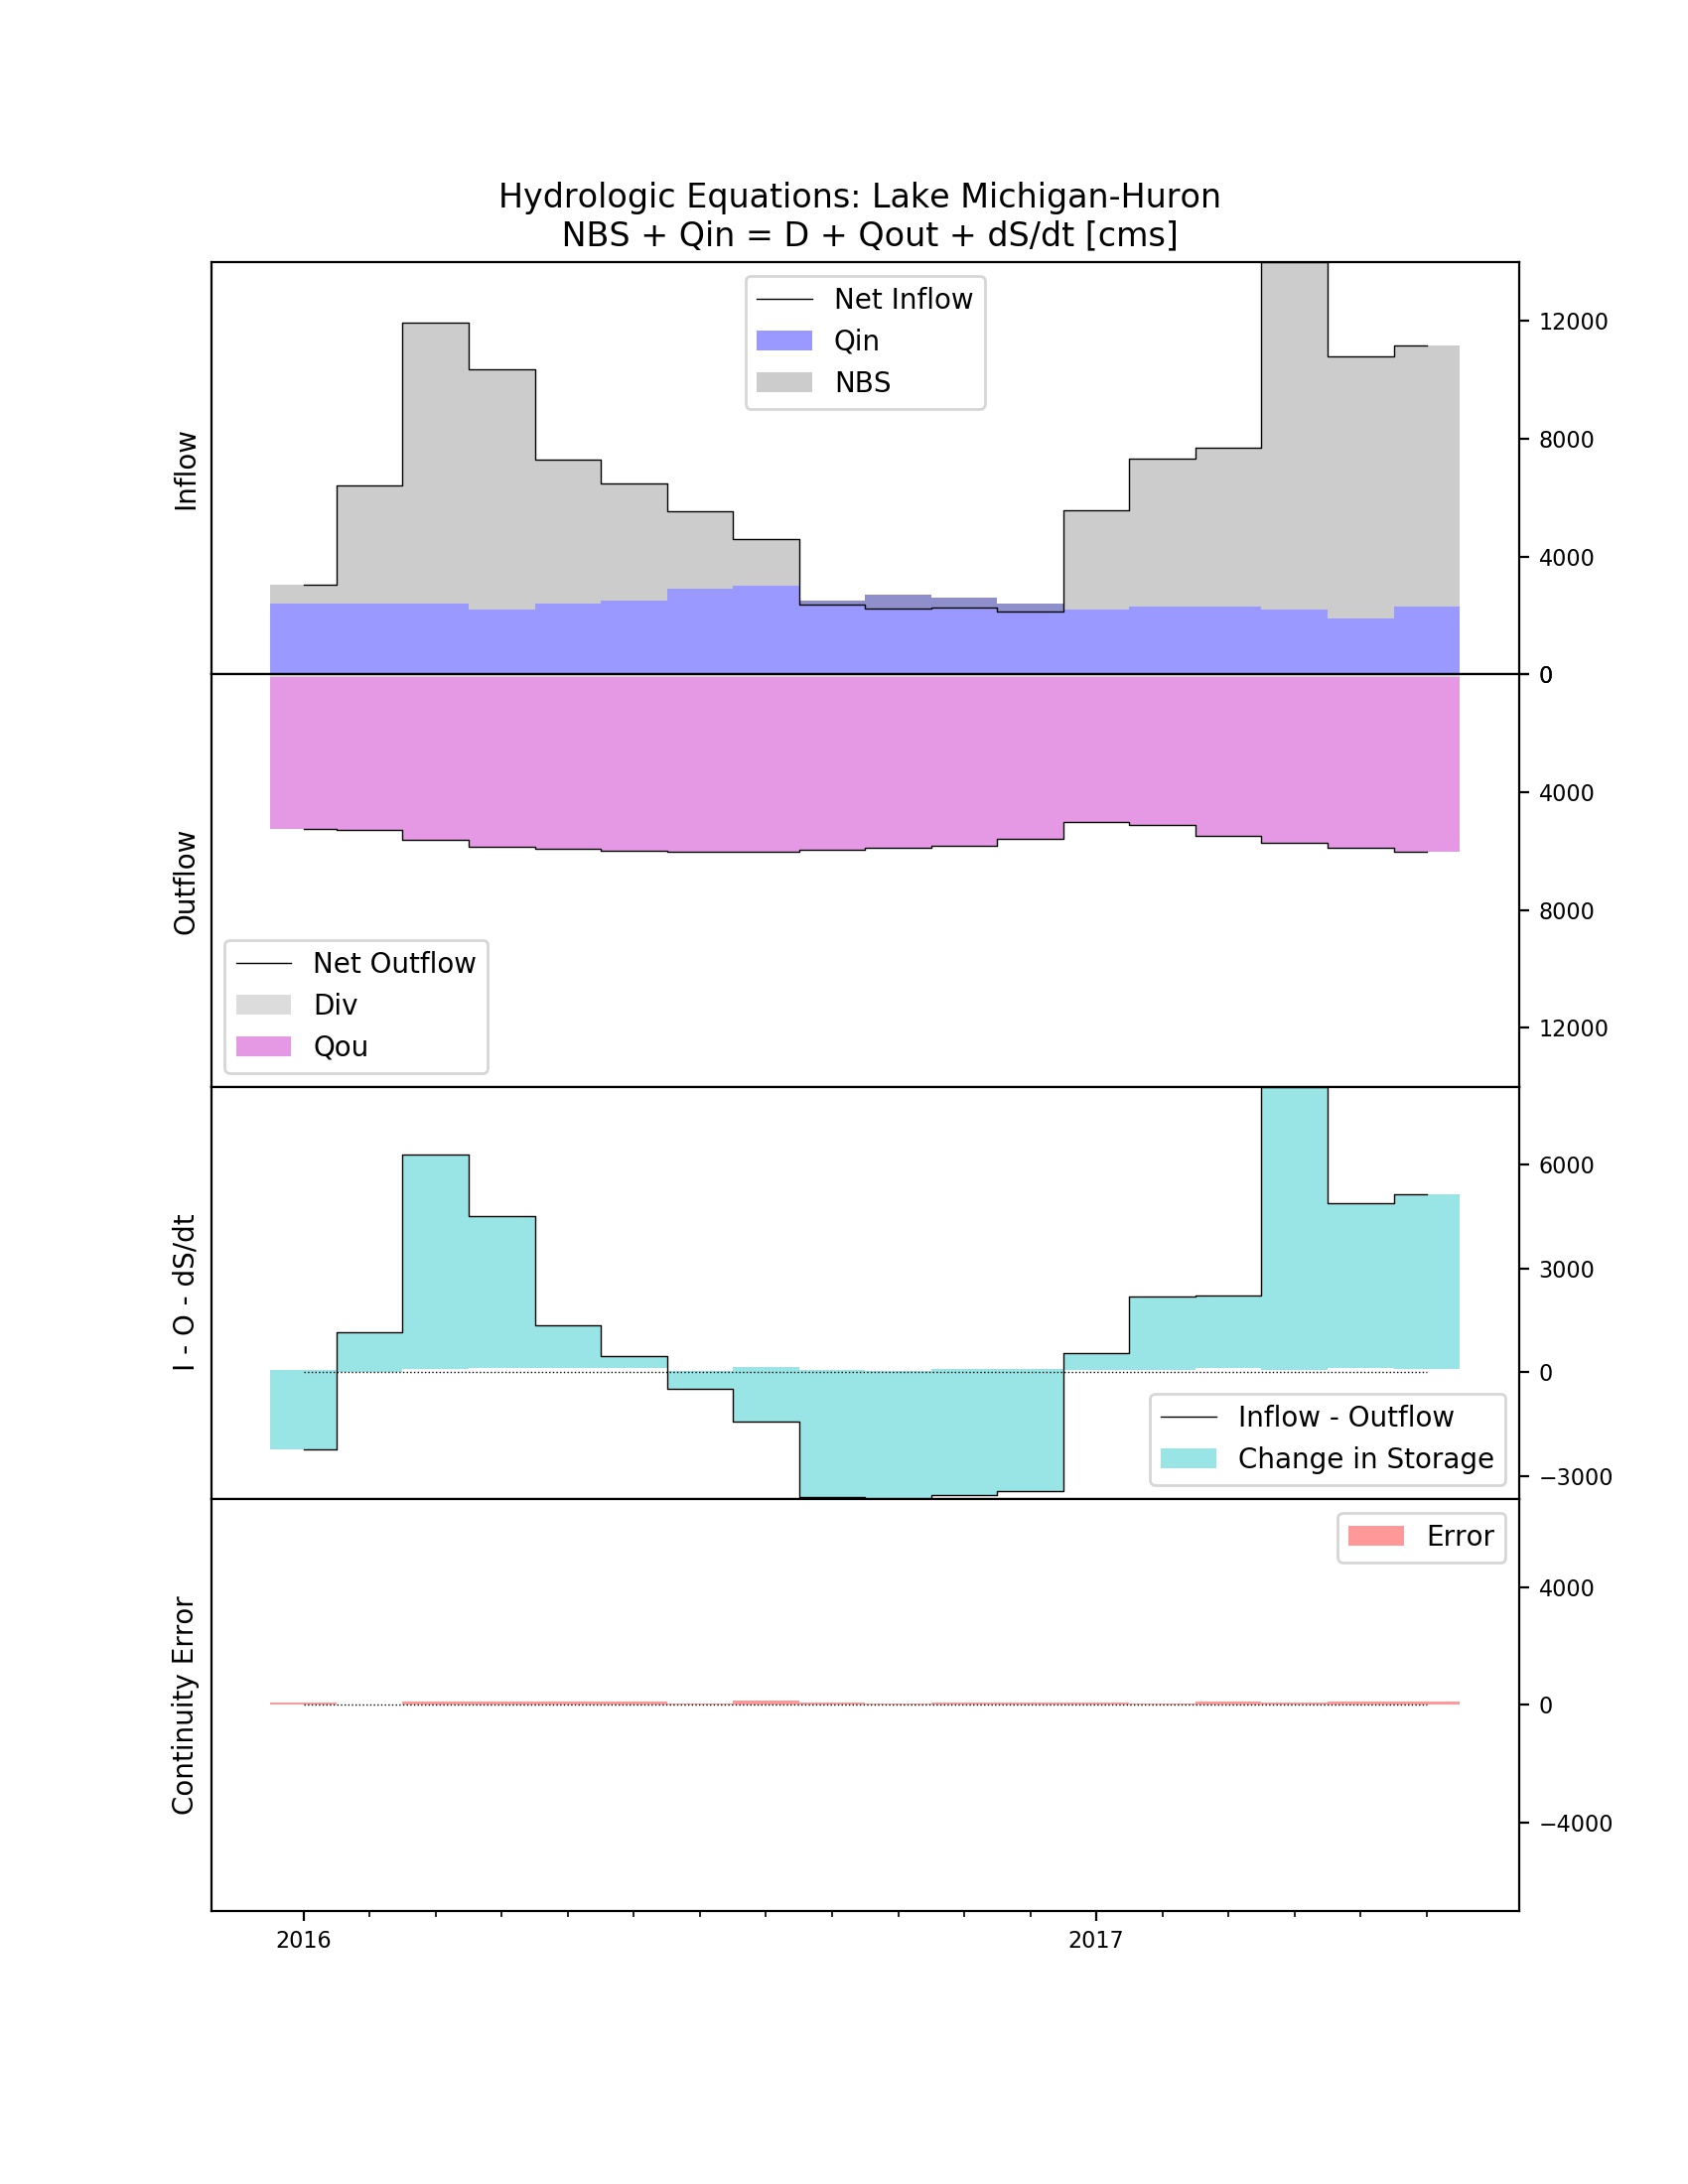 Hydrologic Equations: Lake Michigan-Huron
NBS + Qin = D + Qout + dS/dt [cms]
Net Inflow
Qin
NBS
Inflow
12000
8000
4000
0
Outflow
4000
8000
12000
Net Outflow
Div
Qou
I - O - dS/dt
6000
3000
0
−3000
Inflow - Outflow
Change in Storage
Error
Continuity Error
4000
0
−4000
2016
2017